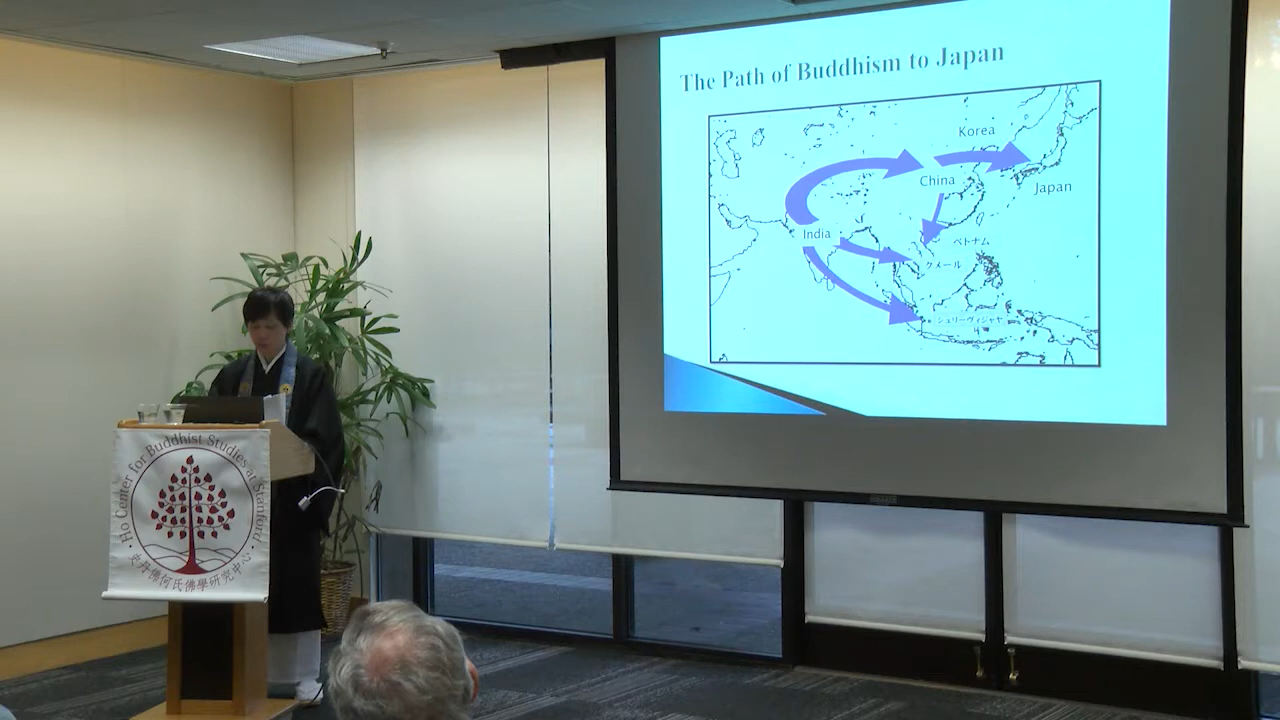 The Path of Buddhism to Japan
Korea
China
Japan
India
ベトナム
クメール
シュリーヴィジャヤ
Ho Center for Buddhist Studies at Stanford
史丹佛何氏佛學研究中心